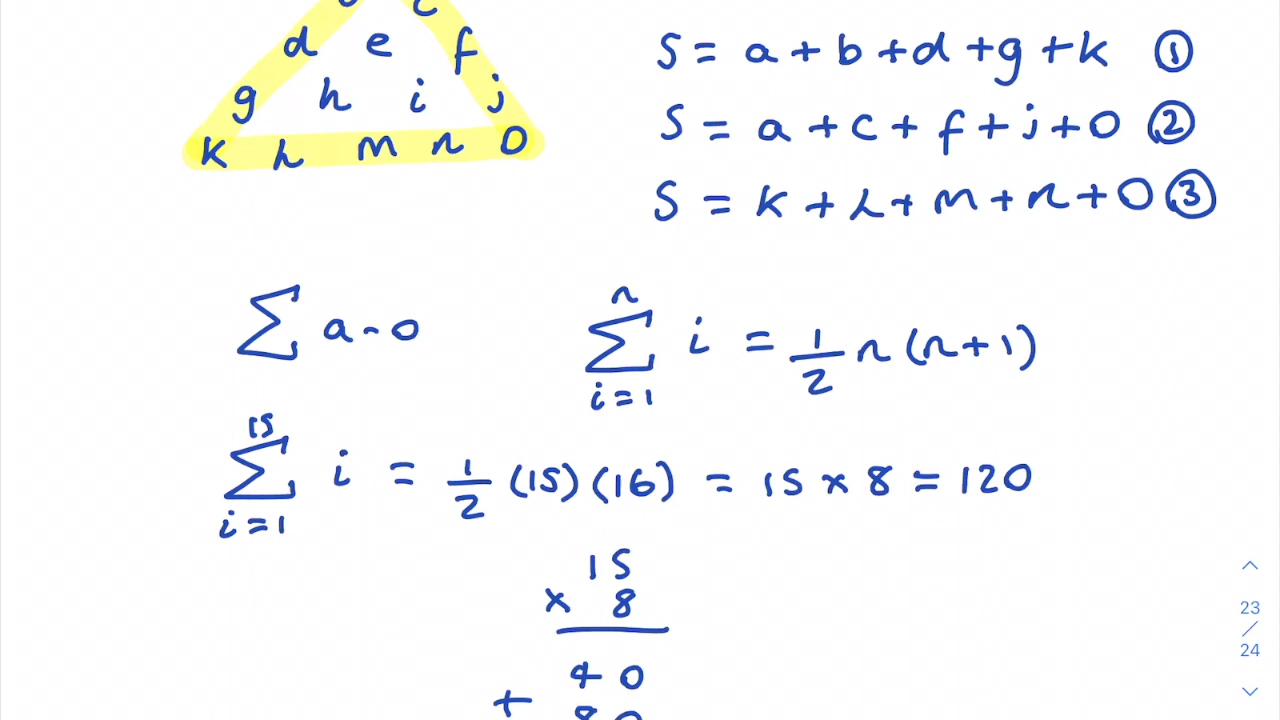 c
d e f
g h i j
k h m n o
S = a + b + d + g + k ①
S = a + c + f + j + o ②
S = k + h + m + n + o ③
∑ a - o
n
∑ i = 1/2 n (n + 1)
i = 1
15
∑ i = 1/2 (15) (16) = 15 × 8 = 120
i = 1
15
× 8
40
+ 80
23
/
24